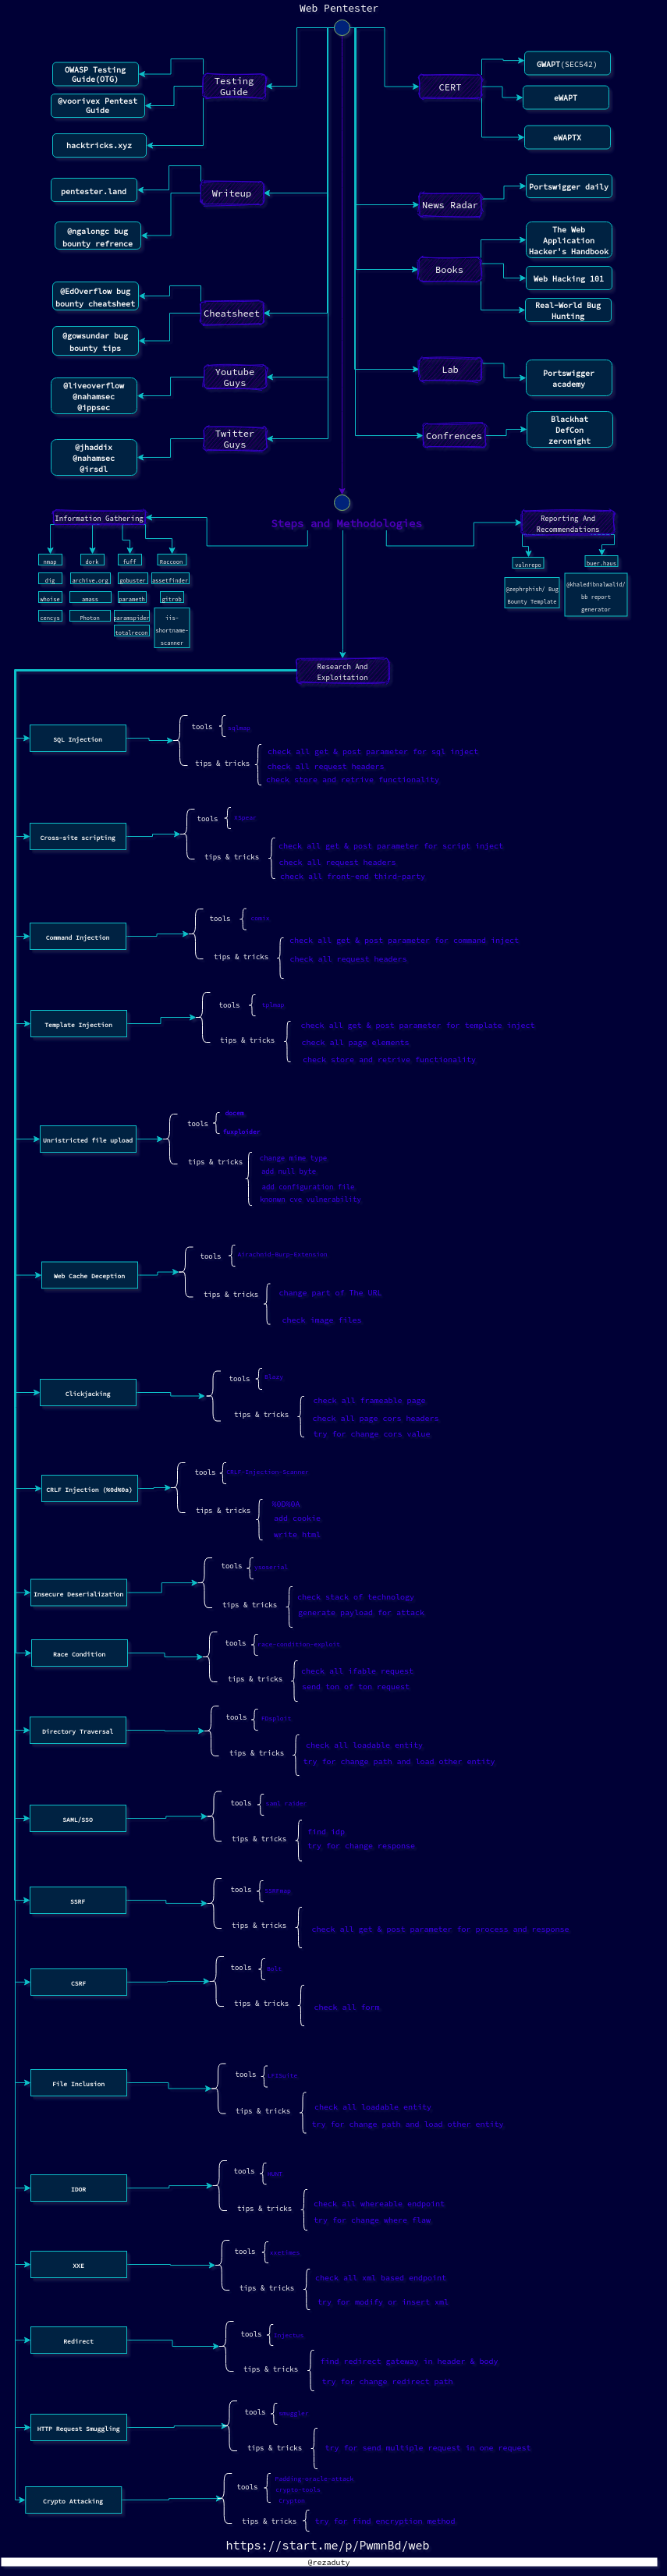 Web Pentester
Testing
Guide
OWASP Testing
Guide(OTG)
@voorivex Pentest
Guide
hacktricks.xyz
Writeup
pentester.land
@ngalongc bug
bounty refrence
Cheatsheet
@EdOverflow bug
bounty cheatsheet
@gowsundar bug
bounty tips
Youtube
Guys
@liveoverflow
@nahamsec
@ippsec
Twitter
Guys
@jhaddix
@nahamsec
@irsdl
CERT
GWAPT(SEC542)
eWAPT
eWAPTX
News Radar
Portswigger daily
Books
The Web
Application
Hacker's Handbook
Web Hacking 101
Real-World Bug
Hunting
Lab
Portswigger
academy
Confrences
Blackhat
DefCon
zeronight
Steps and Methodologies
Information Gathering
nmap
dork
fuff
Raccoon
dig
archive.org
gobuster
assetfinder
whoise
amass
parameth
gitrob
cencys
Photon
paramspider
totalrecon
iis-
shortname-
scanner
Reporting And
Recommendations
vulnrepo
buer.haus
@zephrphish/ Bug
Bounty Template
@khaledibnalwalid/
bb report
generator
Research And
Exploitation
SQL Injection
tools
sqlmap
tips & tricks
check all get & post parameter for sql inject
check all request headers
check store and retrive functionality
Cross-site scripting
tools
tips & tricks
check all get & post parameter for script inject
check all request headers
check all front-end third-party
Command Injection
tools
commix
tips & tricks
check all get & post parameter for command inject
check all request headers
Template Injection
tools
tplmap
tips & tricks
check all get & post parameter for template inject
check all page elements
check store and retrive functionality
Unristricted file upload
tools
docem
fuxploider
tips & tricks
change mime type
add null byte
add configuration file
known cve vulnerability
Web Cache Deception
tools
tips & tricks
change part of The URL
check image files
Clickjacking
tools
tips & tricks
check all frameable page
check all page cors headers
try for change cors value
CRLF Injection (%0d%0a)
tools
CRLF-Injection-Scanner
tips & tricks
%0D%0A
add cookie
write html
Insecure Deserialization
tools
ysoserial
tips & tricks
check stack of technology
generate payload for attack
Race Condition
tools
race-condition-exploit
tips & tricks
send ton of ton request
Directory Traversal
tools
tips & tricks
check all loadable entity
try for change path and load other entity
SAML/SSO
tools
saml raider
tips & tricks
find idp
try for change response
SSRF
tools
SSRFmap
tips & tricks
check all get & post parameter for process and response
CSRF
tools
Bolt
tips & tricks
check all form
File Inclusion
tools
LFISuite
tips & tricks
check all loadable entity
try for change path and load other entity
IDOR
tools
tips & tricks
check all whereable endpoint
try for change where flaw
XXE
tools
tips & tricks
check all xml based endpoint
try for modify or insert xml
Redirect
tools
Injectus
tips & tricks
find redirect gateway in header & body
try for change redirect path
HTTP Request Smuggling
tools
smuggler
tips & tricks
try for send multiple request in one request
Crypto Attacking
tools
Padding-oracle-attack
crypto-tools
tips & tricks
try for find encryption method
https://start.me/p/PwmnBd/web
@rezaduty